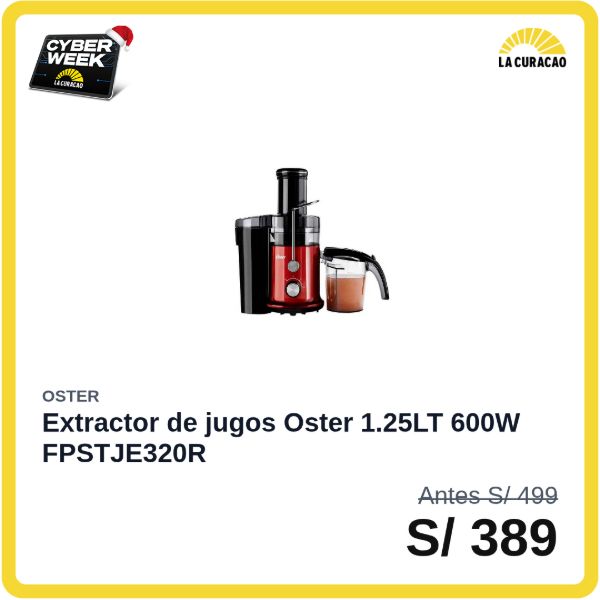 CYBER
WEEK
LA CURACAO
LA CURACAO
Oster
OSTER
Extractor de jugos Oster 1.25LT 600W
FPSTJE320R
Antes S/ 499
S/ 389